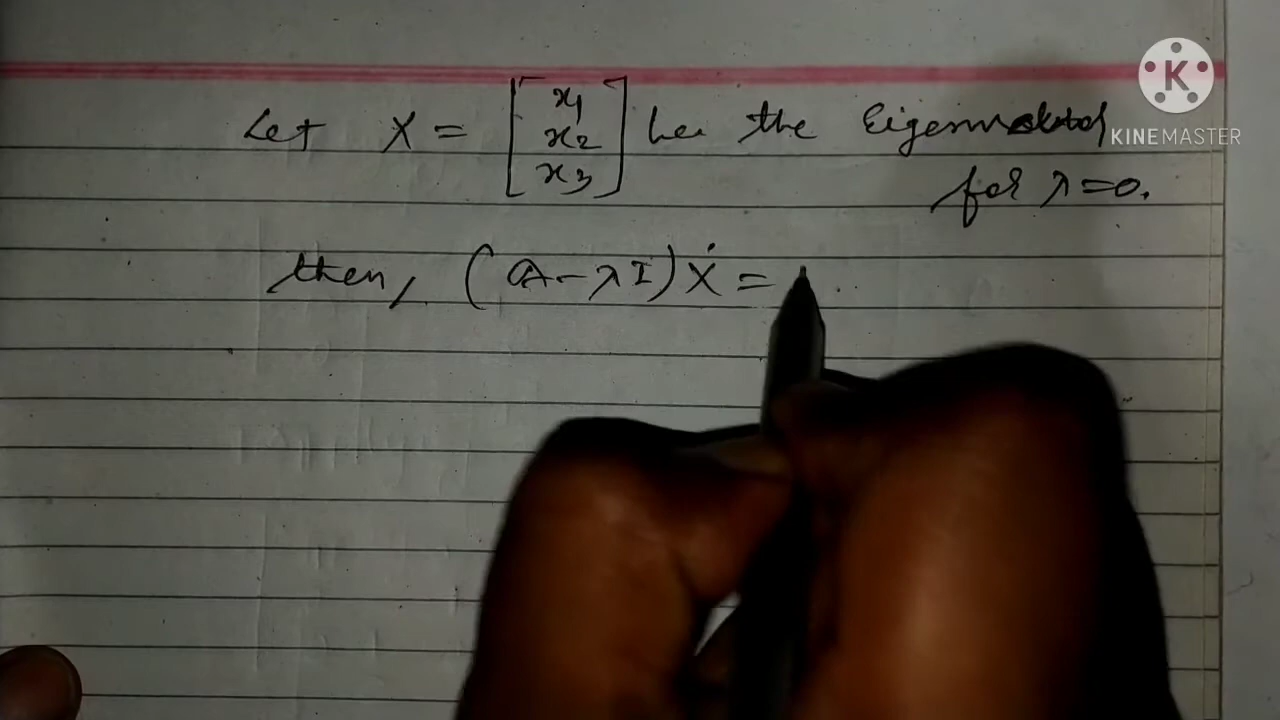 Let X = [x1 x2 x3] be the Eigenvector
for λ=0.
then, (A-λI)X =
KINEMASTER